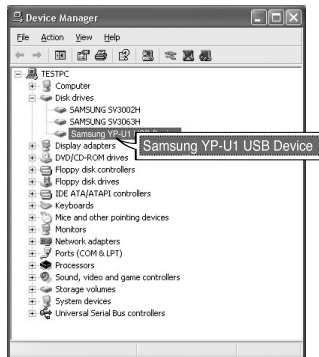 Device Manager
File Action View Help
TESTPC
Computer
Disk drives
SAMSUNG SV3002H
SAMSUNG SV3063H
Samsung YP-U1 USB Device
Samsung YP-U1 USB Device
Display adapters
DVD/CD-ROM drives
Floppy disk controllers
Floppy disk drives
IDE ATA/ATAPI controllers
Keyboards
Mice and other pointing devices
Monitors
Network adapters
Ports (COM & LPT)
Processors
Sound, video and game controllers
Storage volumes
System devices
Universal Serial Bus controllers